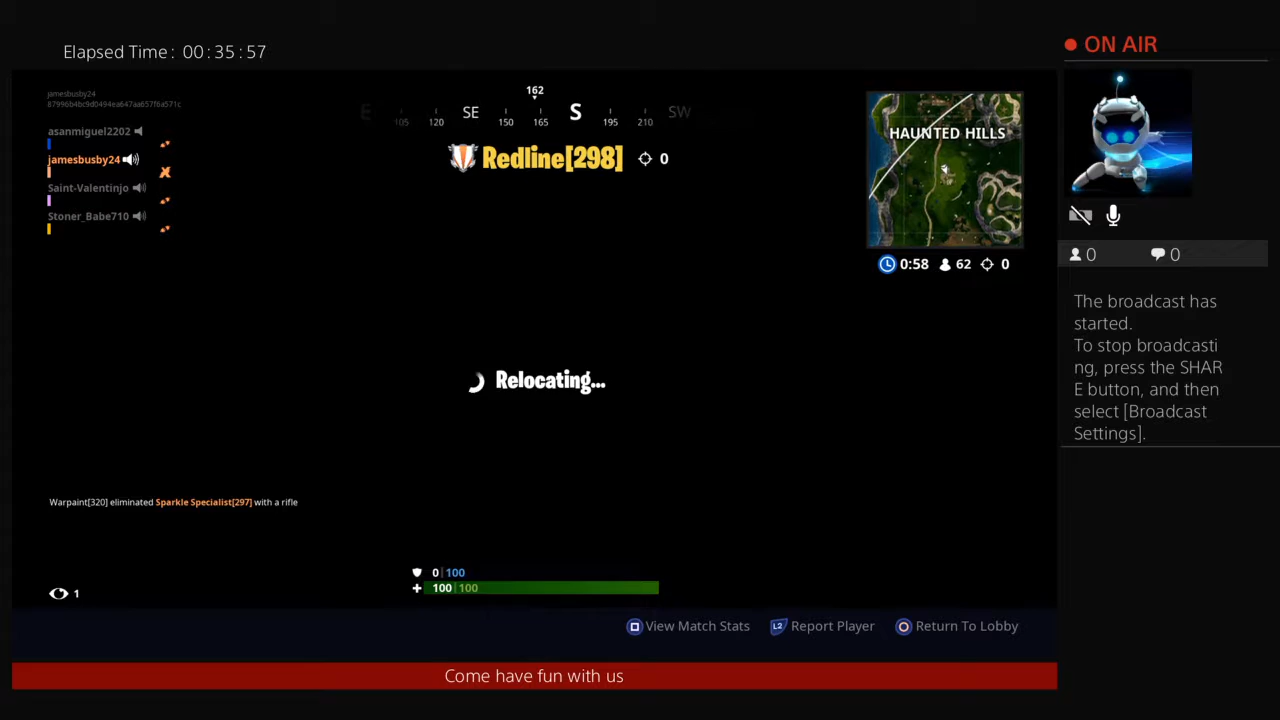 Elapsed Time: 00:35:57
ON AIR
jamesbusby24
87996b4bc9d0494ea647aa657f6a571c
asanmiguel2202
jamesbusby24
Saint-Valentinjo
Stoner_Babe710
162
E 105 120 SE 150 165 S 195 210 SW
Redline[298] 0
HAUNTED HILLS
0:58 62 0
0 0
The broadcast has
started.
To stop broadcasti
ng, press the SHAR
E button, and then
select [Broadcast
Settings].
Relocating...
Warpaint[320] eliminated Sparkle Specialist[297] with a rifle
0|100
100|100
1
View Match Stats L2 Report Player Return To Lobby
Come have fun with us